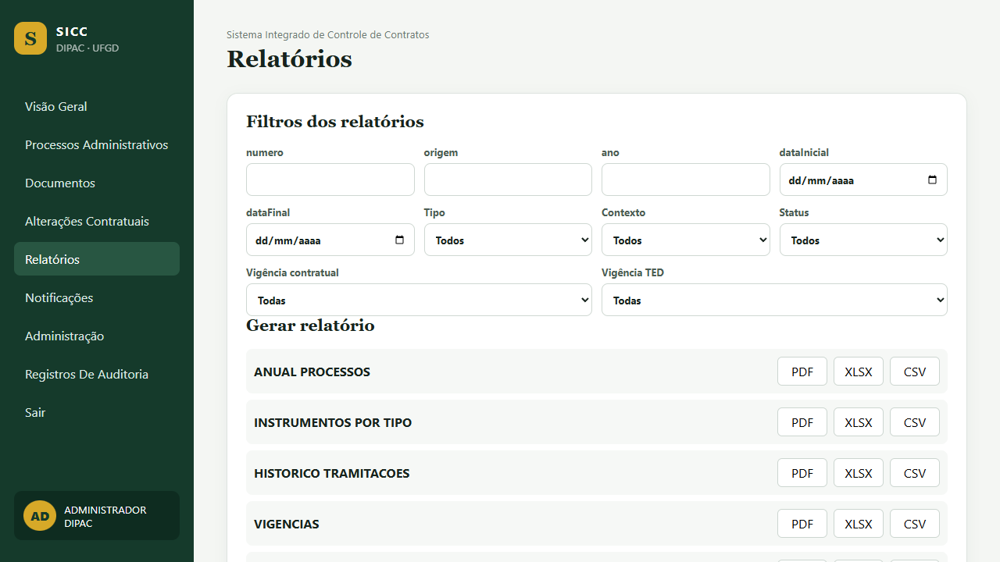 S
SICC
DIPAC · UFGD
Visão Geral
Processos Administrativos
Documentos
Alterações Contratuais
Relatórios
Notificações
Administração
Registros De Auditoria
Sair
AD
ADMINISTRADOR
DIPAC
Sistema Integrado de Controle de Contratos
Relatórios
Filtros dos relatórios
numero origem ano dataInicial
dd/mm/aaaa
dataFinal Tipo Contexto Status
dd/mm/aaaa Todos Todos Todos
Vigência contratual Vigência TED
Todas Todas
Gerar relatório
ANUAL PROCESSOS PDF XLSX CSV
INSTRUMENTOS POR TIPO PDF XLSX CSV
HISTORICO TRAMITACOES PDF XLSX CSV
VIGENCIAS PDF XLSX CSV